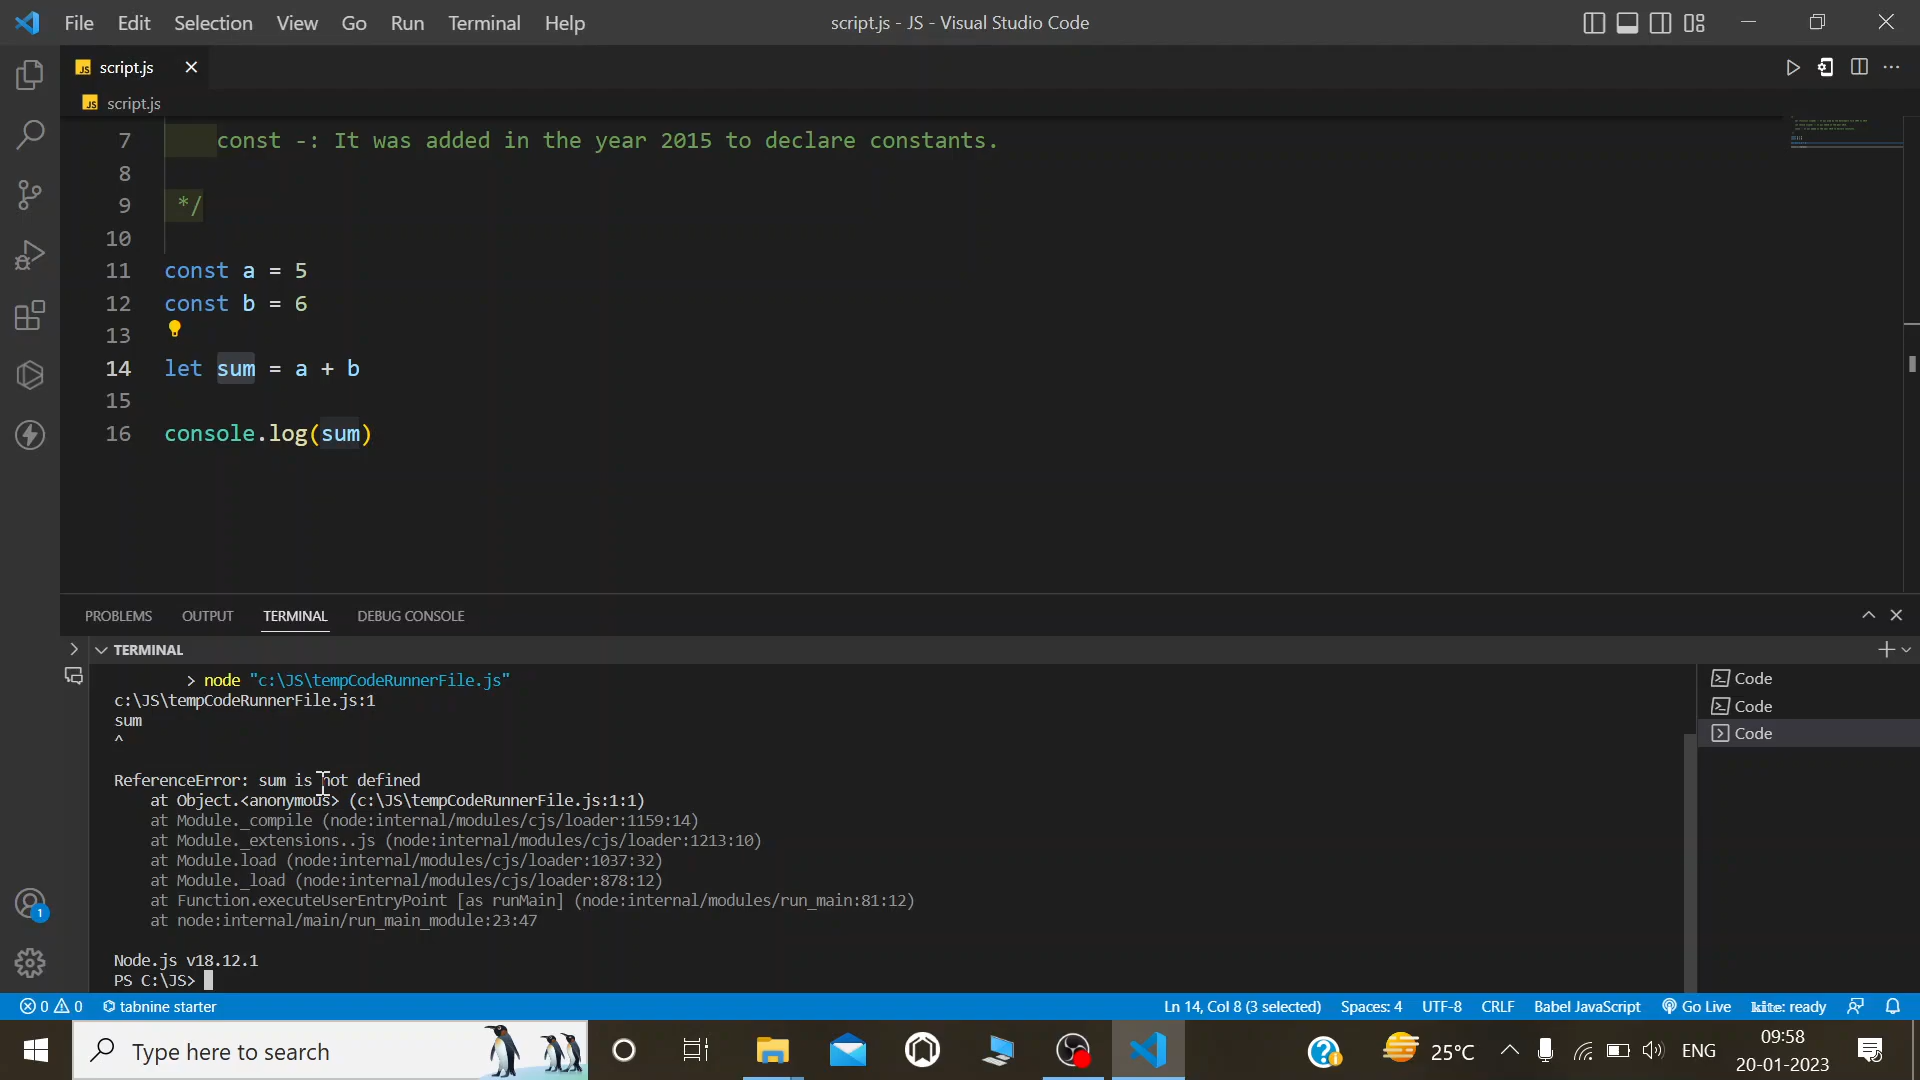 File Edit Selection View Go Run Terminal Help script.js - JS - Visual Studio Code
JS script.js
JS script.js
7 const -: It was added in the year 2015 to declare constants.
8
9 */
10
11 const a = 5
12 const b = 6
13
14 let sum = a + b
15
16 console.log(sum)
PROBLEMS OUTPUT TERMINAL DEBUG CONSOLE
TERMINAL
> node "c:\JS\tempCodeRunnerFile.js"
c:\JS\tempCodeRunnerFile.js:1
sum
^
ReferenceError: sum is not defined
at Object.<anonymous> (c:\JS\tempCodeRunnerFile.js:1:1)
at Module._compile (node:internal/modules/cjs/loader:1159:14)
at Module._extensions..js (node:internal/modules/cjs/loader:1213:10)
at Module.load (node:internal/modules/cjs/loader:1037:32)
at Module._load (node:internal/modules/cjs/loader:878:12)
at Function.executeUserEntryPoint [as runMain] (node:internal/modules/run_main:81:12)
at node:internal/main/run_main_module:23:47
Node.js v18.12.1
PS C:\JS>
Code
Code
Code
1
0 0 tabnine starter Ln 14, Col 8 (3 selected) Spaces: 4 UTF-8 CRLF Babel JavaScript Go Live kite: ready
Type here to search 25°C ENG 09:58
20-01-2023